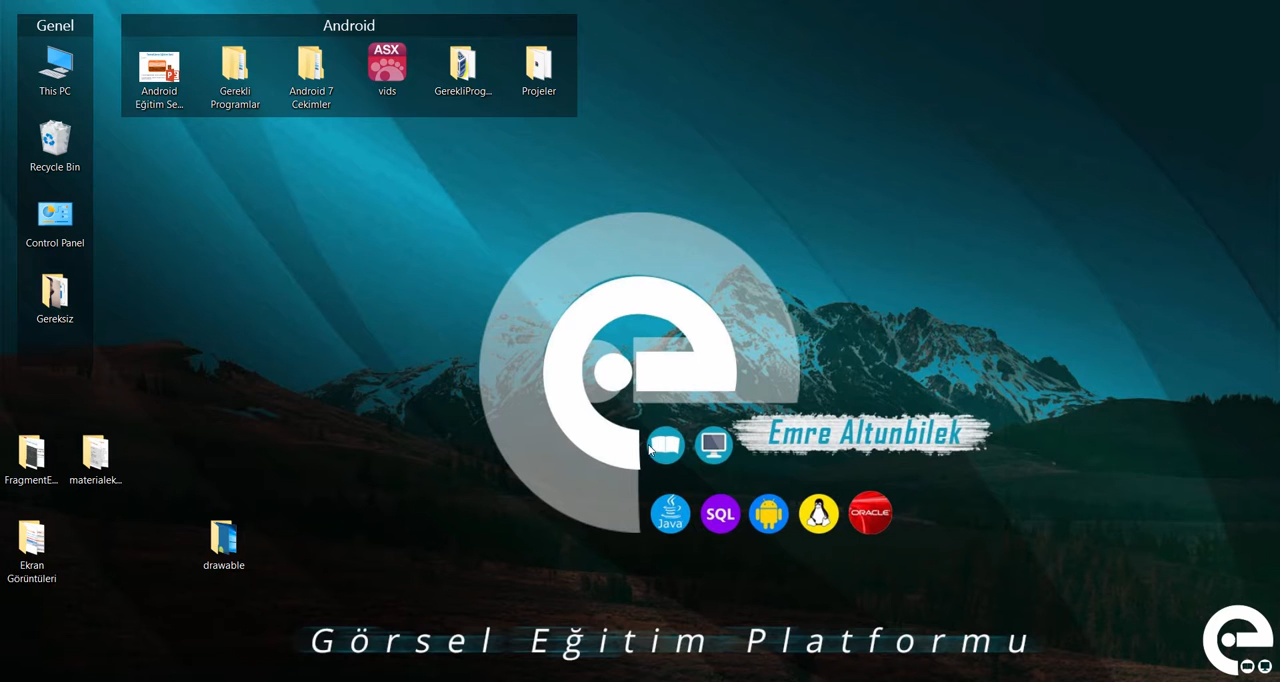 Genel
This PC
Recycle Bin
Control Panel
Gereksiz
Android
Android
Eğitim Se...
Gerekli
Programlar
Android 7
Cekimler
ASX
vids
GerekliProg...
Projeler
FragmentE...
materialek...
Ekran
Görüntüleri
drawable
Emre Altunbilek
Java
SQL
ORACLE
Görsel Eğitim Platformu